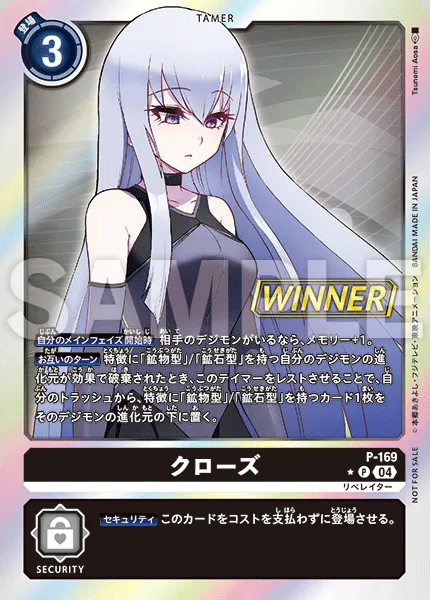 TAMER
登場
3
Tsunemi Aosa
BANDAI MADE IN JAPAN
©本郷あきよし・フジテレビ・東映アニメーション
NOT FOR SALE
SAMPLE
WINNER
自分のメインフェイズ開始時 相手のデジモンがいるなら、メモリー+1。
お互いのターン 特徴に「鉱物型」/「鉱石型」を持つ自分のデジモンの進
化元が効果で破棄されたとき、このテイマーをレストさせることで、自
分のトラッシュから、特徴に「鉱物型」/「鉱石型」を持つカード1枚を
そのデジモンの進化元の下に置く。
クローズ
P-169
★ P 04
リベレイター
SECURITY
セキュリティ このカードをコストを支払わずに登場させる。